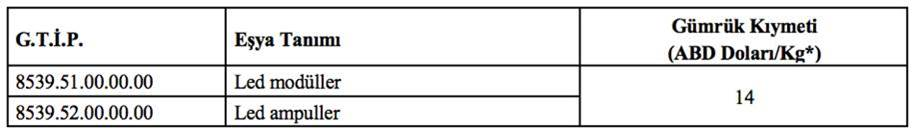 G.T.İ.P.
Eşya Tanımı
Gümrük Kıymeti
(ABD Doları/Kg*)
8539.51.00.00.00
Led modüller
8539.52.00.00.00
Led ampuller
14